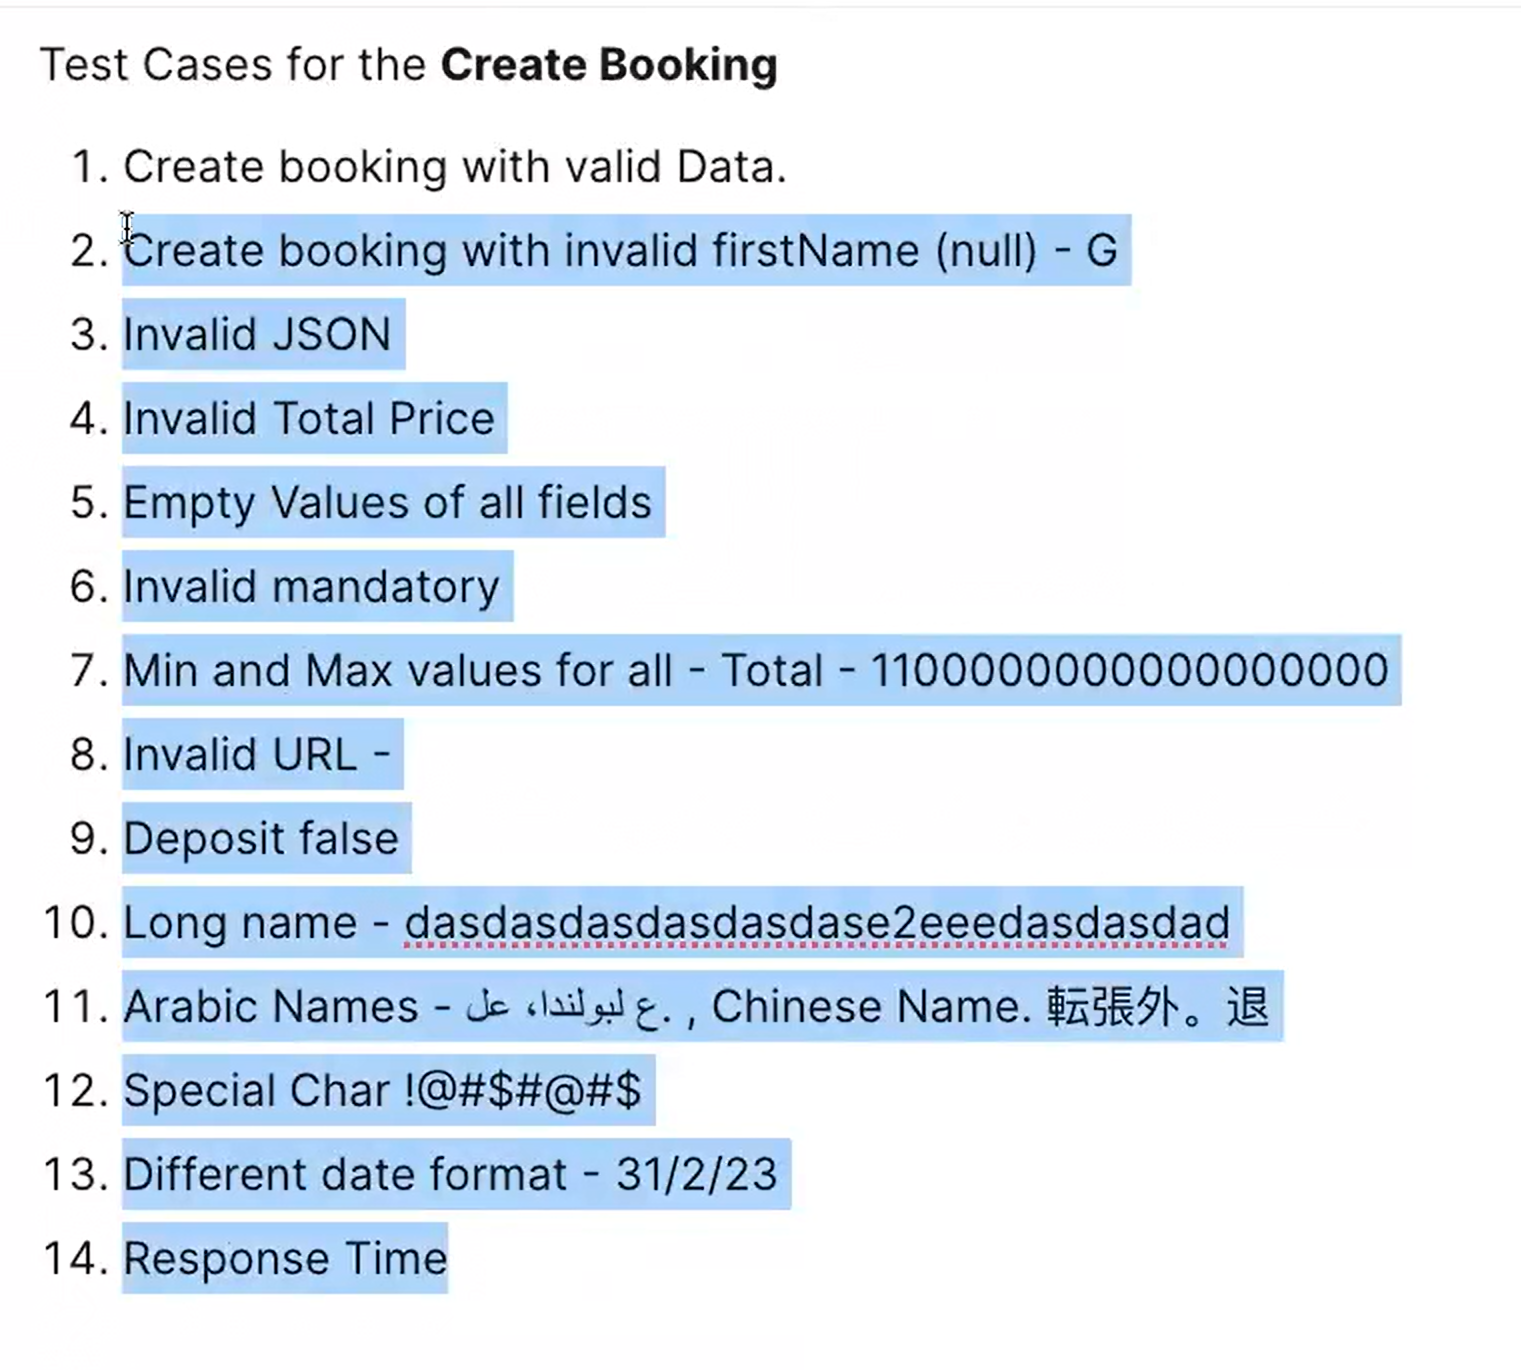 Test Cases for the Create Booking
1. Create booking with valid Data.
2. Create booking with invalid firstName (null) - G
3. Invalid JSON
4. Invalid Total Price
5. Empty Values of all fields
6. Invalid mandatory
7. Min and Max values for all - Total - 11000000000000000000
8. Invalid URL -
9. Deposit false
10. Long name - dasdasdasdasdasdase2eeedasdasdad
11. Arabic Names - ع لبولندا، عل. , Chinese Name. 転張外。退
12. Special Char !@#$#@#$
13. Different date format - 31/2/23
14. Response Time